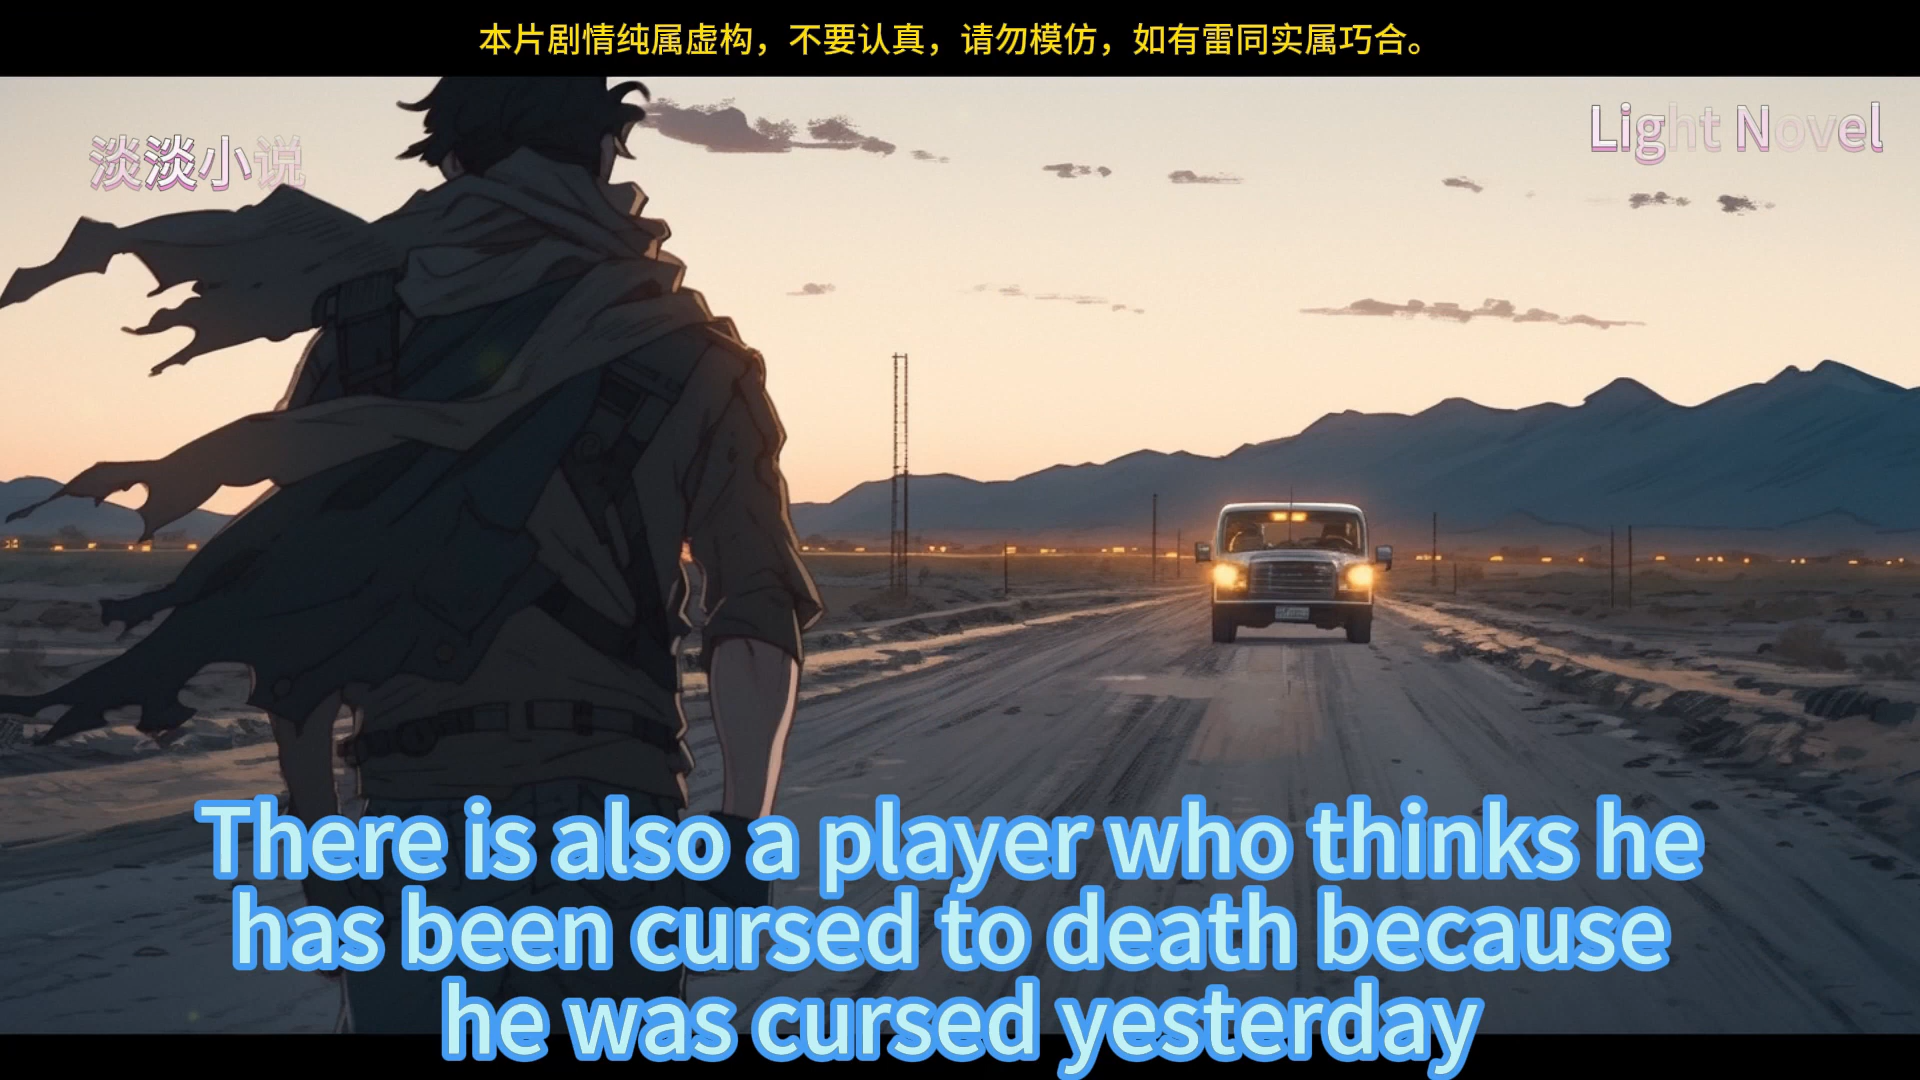 本片剧情纯属虚构，不要认真，请勿模仿，如有雷同实属巧合。
淡淡小说
Light Novel
There is also a player who thinks he
has been cursed to death because
he was cursed yesterday